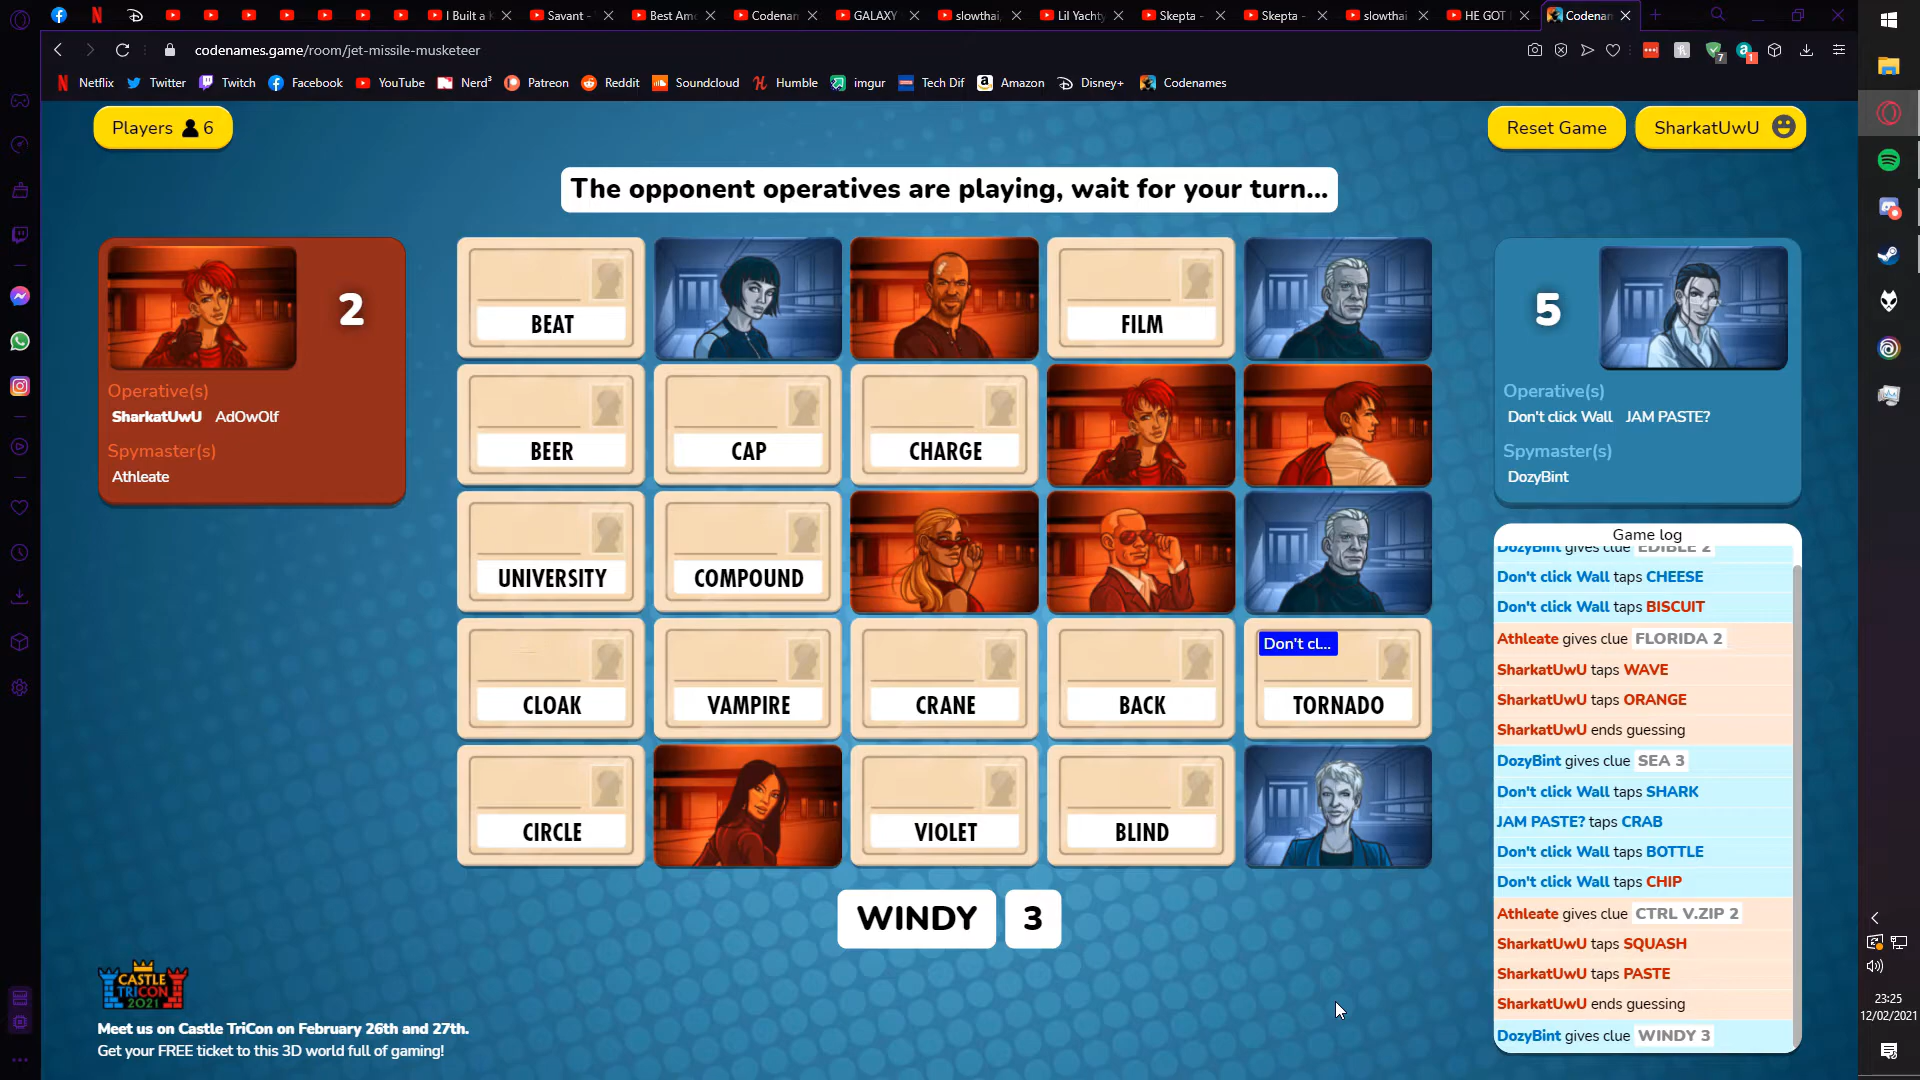 I Built a
Savant -
Best Am
Codenam
GALAXY
slowthai
Lil Yachty
Skepta -
Skepta -
slowthai
HE GOT
Codenam
codenames.game/room/jet-missile-musketeer
7
1
Netflix
Twitter
Twitch
Facebook
YouTube
Nerd³
Patreon
Reddit
Soundcloud
Humble
imgur
Tech Dif
Amazon
Disney+
Codenames
Players 6
Reset Game
SharkatUwU
The opponent operatives are playing, wait for your turn...
2
Operative(s)
SharkatUwU AdOwOlf
Spymaster(s)
Athleate
BEAT
FILM
BEER
CAP
CHARGE
UNIVERSITY
COMPOUND
CLOAK
VAMPIRE
CRANE
BACK
Don't cl...
TORNADO
CIRCLE
VIOLET
BLIND
WINDY 3
5
Operative(s)
Don't click Wall JAM PASTE?
Spymaster(s)
DozyBint
Game log
DozyBint gives clue EDIBLE 2
Don't click Wall taps CHEESE
Don't click Wall taps BISCUIT
Athleate gives clue FLORIDA 2
SharkatUwU taps WAVE
SharkatUwU taps ORANGE
SharkatUwU ends guessing
DozyBint gives clue SEA 3
Don't click Wall taps SHARK
JAM PASTE? taps CRAB
Don't click Wall taps BOTTLE
Don't click Wall taps CHIP
Athleate gives clue CTRL V.ZIP 2
SharkatUwU taps SQUASH
SharkatUwU taps PASTE
SharkatUwU ends guessing
DozyBint gives clue WINDY 3
CASTLE
TRICON
2021
Meet us on Castle TriCon on February 26th and 27th.
Get your FREE ticket to this 3D world full of gaming!
23:25
12/02/2021